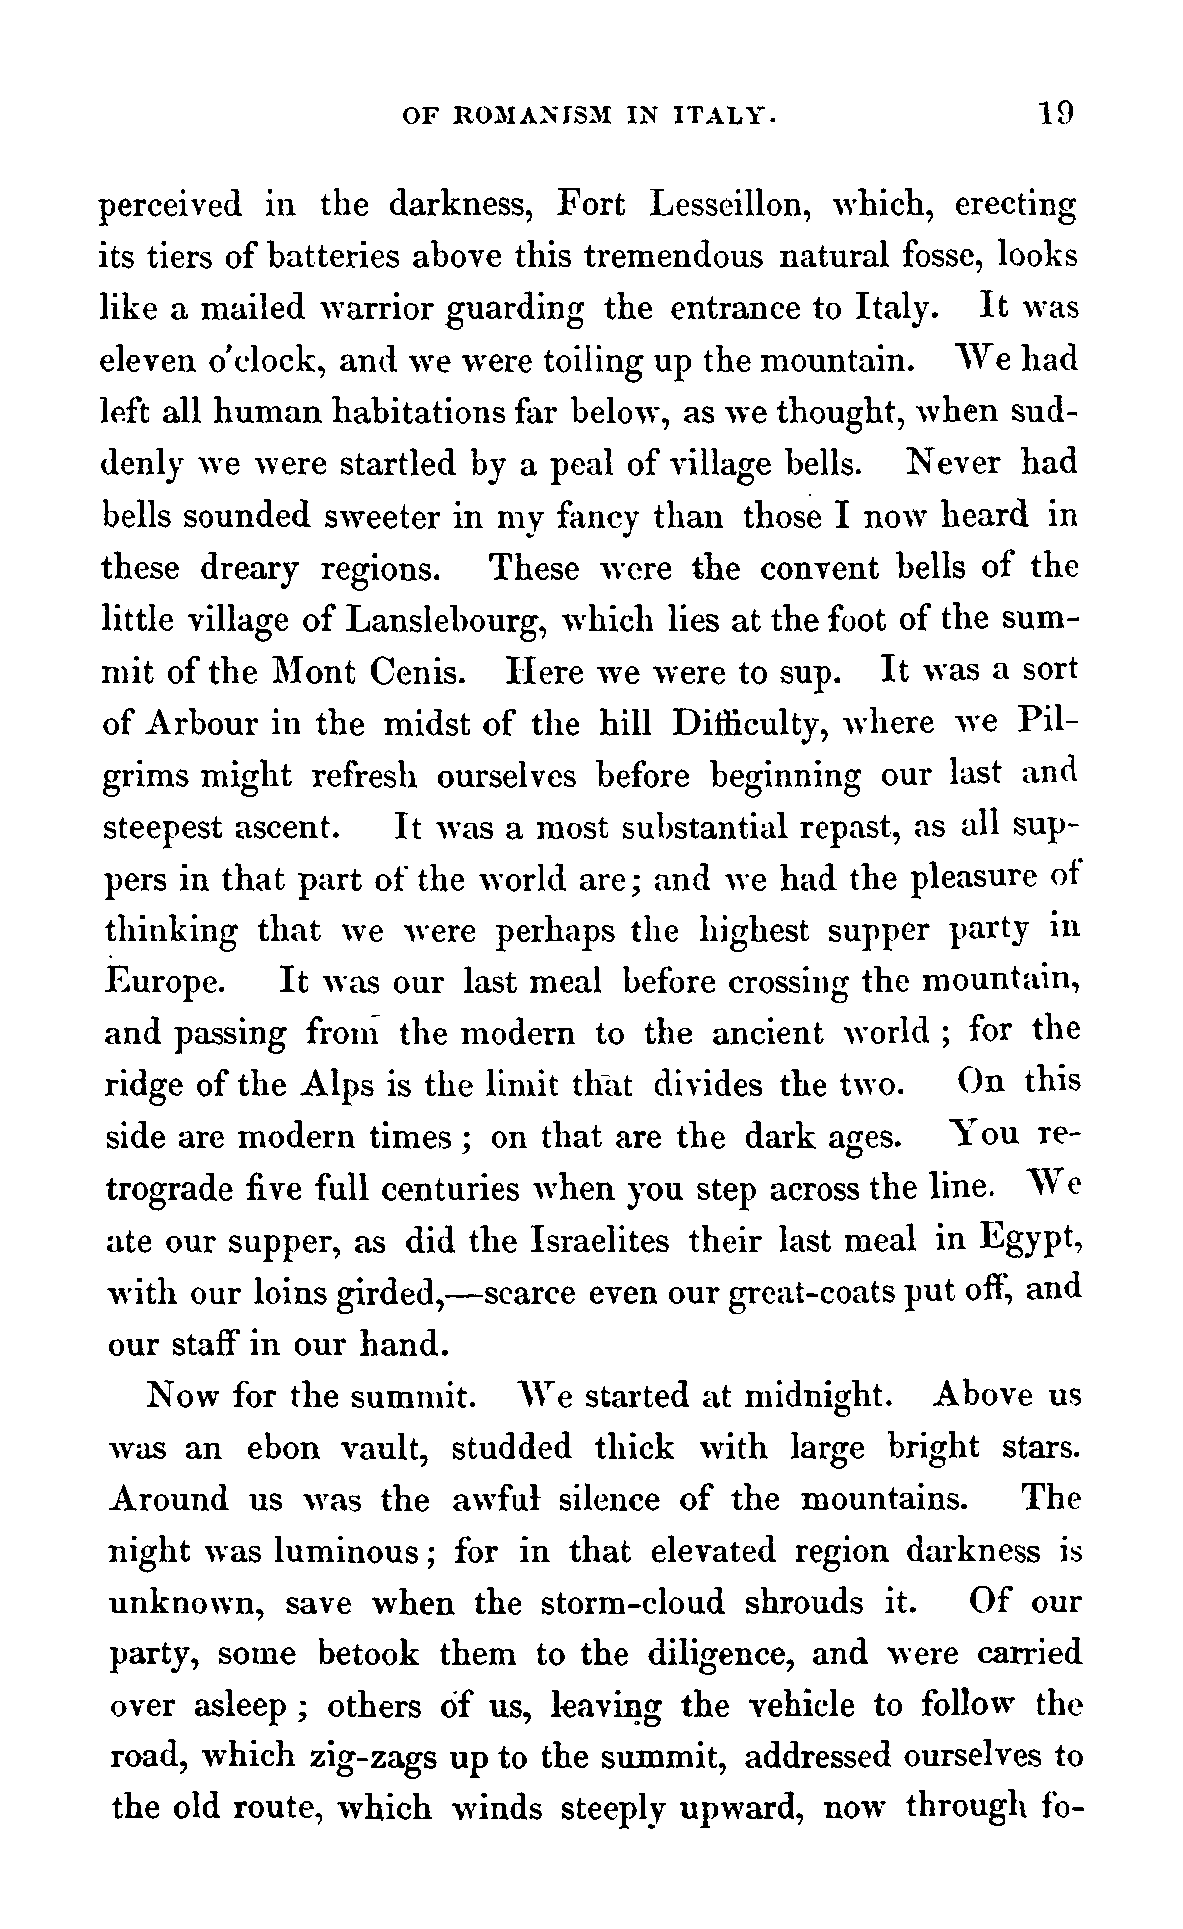 OF ROMANISM IN ITALY. 19
perceived in the darkness, Fort Lesseillon, which, erecting
its tiers of batteries above this tremendous natural fosse, looks
like a mailed warrior guarding the entrance to Italy. It was
eleven o'clock, and we were toiling up the mountain. We had
left all human habitations far below, as we thought, when sud-
denly we were startled by a peal of village bells. Never had
bells sounded sweeter in my fancy than those I now heard in
these dreary regions. These were the convent bells of the
little village of Lanslebourg, which lies at the foot of the sum-
mit of the Mont Cenis. Here we were to sup. It was a sort
of Arbour in the midst of the hill Difficulty, where we Pil-
grims might refresh ourselves before beginning our last and
steepest ascent. It was a most substantial repast, as all sup-
pers in that part of the world are; and we had the pleasure of
thinking that we were perhaps the highest supper party in
Europe. It was our last meal before crossing the mountain,
and passing from the modern to the ancient world; for the
ridge of the Alps is the limit that divides the two. On this
side are modern times; on that are the dark ages. You re-
trograde five full centuries when you step across the line. We
ate our supper, as did the Israelites their last meal in Egypt,
with our loins girded,—scarce even our great-coats put off, and
our staff in our hand.
Now for the summit. We started at midnight. Above us
was an ebon vault, studded thick with large bright stars.
Around us was the awful silence of the mountains. The
night was luminous; for in that elevated region darkness is
unknown, save when the storm-cloud shrouds it. Of our
party, some betook them to the diligence, and were carried
over asleep; others of us, leaving the vehicle to follow the
road, which zig-zags up to the summit, addressed ourselves to
the old route, which winds steeply upward, now through fo-